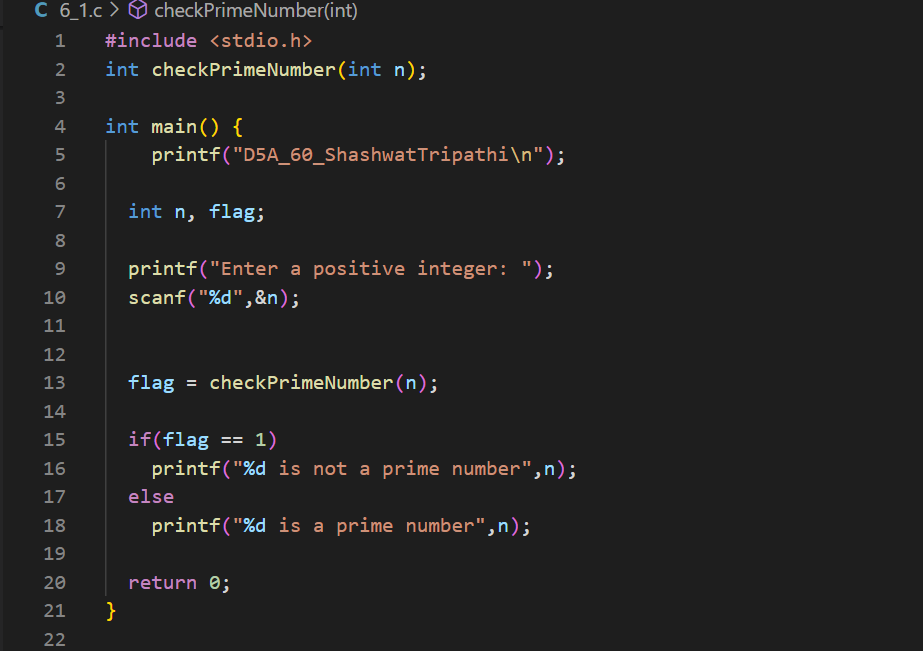 C 6_1.c > checkPrimeNumber(int)
1 #include <stdio.h>
2 int checkPrimeNumber(int n);
3
4 int main() {
5     printf("D5A_60_ShashwatTripathi\n");
6
7   int n, flag;
8
9   printf("Enter a positive integer: ");
10   scanf("%d",&n);
11
12
13   flag = checkPrimeNumber(n);
14
15   if(flag == 1)
16     printf("%d is not a prime number",n);
17   else
18     printf("%d is a prime number",n);
19
20   return 0;
21 }
22